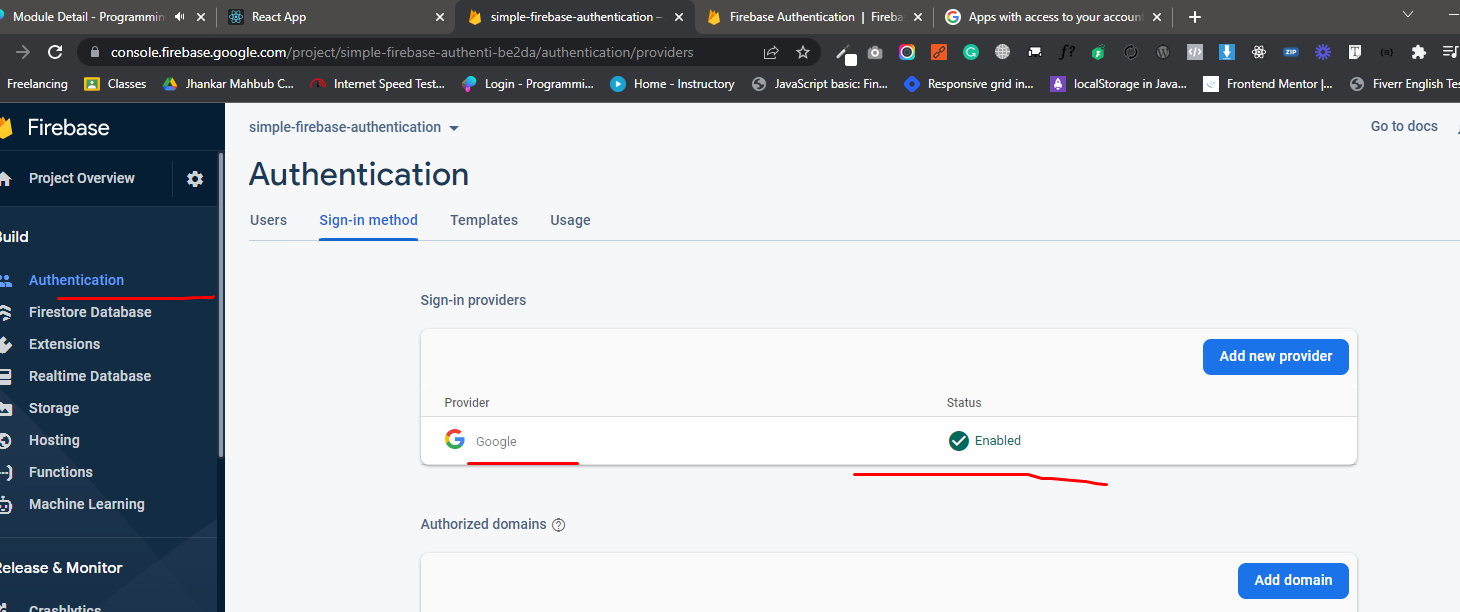 Module Detail - Programmin
React App
simple-firebase-authentication –
Firebase Authentication | Fireba
Apps with access to your accoun
console.firebase.google.com/project/simple-firebase-authenti-be2da/authentication/providers
Freelancing
Classes
Jhankar Mahbub C...
Internet Speed Test...
Login - Programmi...
Home - Instructory
JavaScript basic: Fin...
Responsive grid in...
localStorage in Java...
Frontend Mentor |...
Fiverr English Tes
Firebase
simple-firebase-authentication
Go to docs
Project Overview
Authentication
Users
Sign-in method
Templates
Usage
Build
Authentication
Firestore Database
Extensions
Realtime Database
Storage
Hosting
Functions
Machine Learning
Release & Monitor
Crashlytics
Sign-in providers
Add new provider
Provider
Status
Google
Enabled
Authorized domains
Add domain